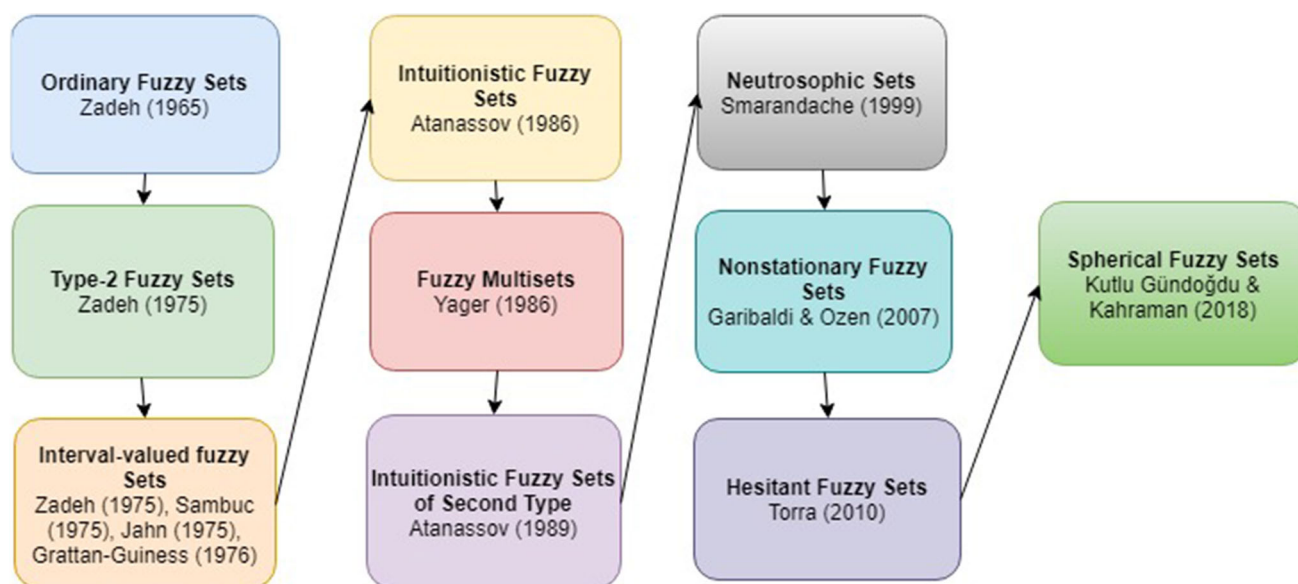 Ordinary Fuzzy Sets
Zadeh (1965)
Type-2 Fuzzy Sets
Zadeh (1975)
Interval-valued fuzzy
Sets
Zadeh (1975), Sambuc
(1975), Jahn (1975),
Grattan-Guiness (1976)
Intuitionistic Fuzzy
Sets
Atanassov (1986)
Fuzzy Multisets
Yager (1986)
Intuitionistic Fuzzy Sets
of Second Type
Atanassov (1989)
Neutrosophic Sets
Smarandache (1999)
Nonstationary Fuzzy
Sets
Garibaldi & Ozen (2007)
Hesitant Fuzzy Sets
Torra (2010)
Spherical Fuzzy Sets
Kutlu Gündoğdu &
Kahraman (2018)